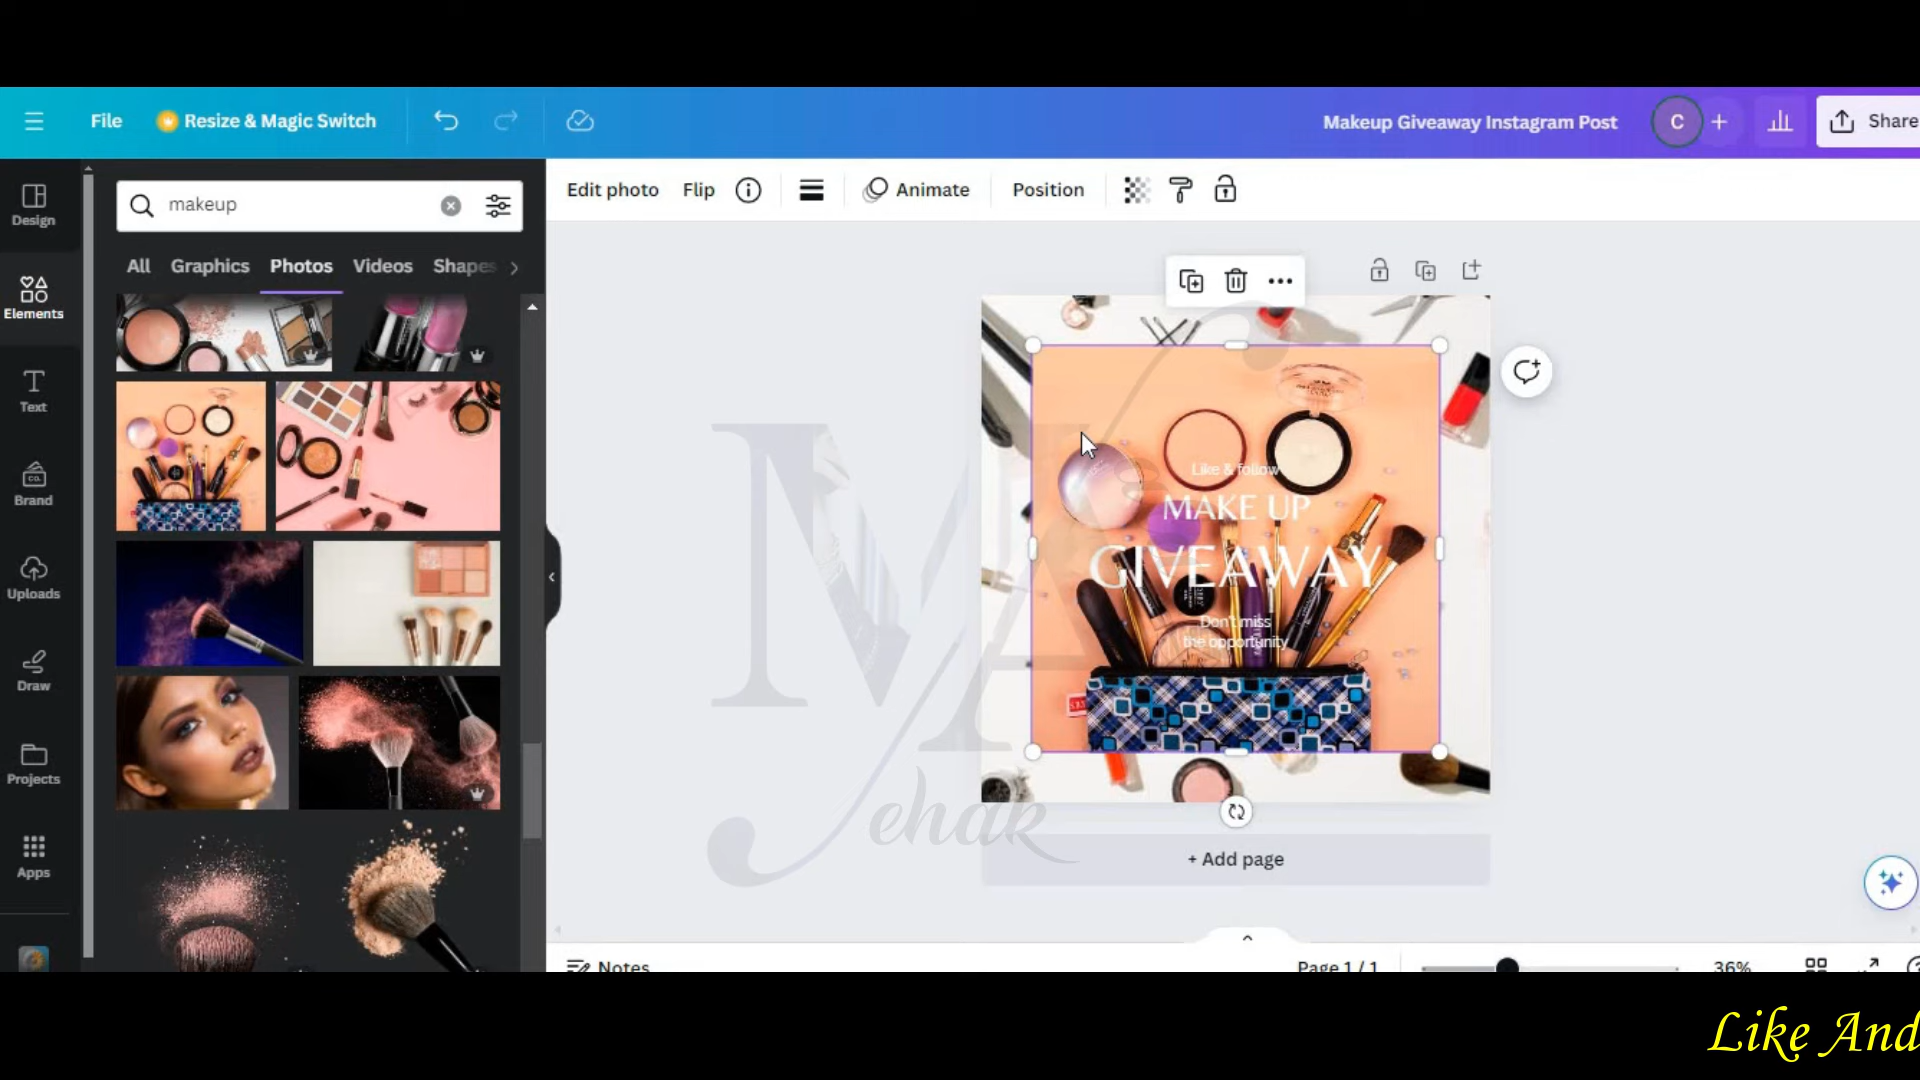 File
Resize & Magic Switch
Makeup Giveaway Instagram Post
C
Share
Design
makeup
Edit photo
Flip
Animate
Position
All
Graphics
Photos
Videos
Shapes
Elements
Text
Brand
Uploads
Draw
Projects
Apps
Like & follow
MAKE UP
GIVEAWAY
Don't miss
the opportunity
MA
ehak
+ Add page
Notes
Page 1 / 1
36%
Like And